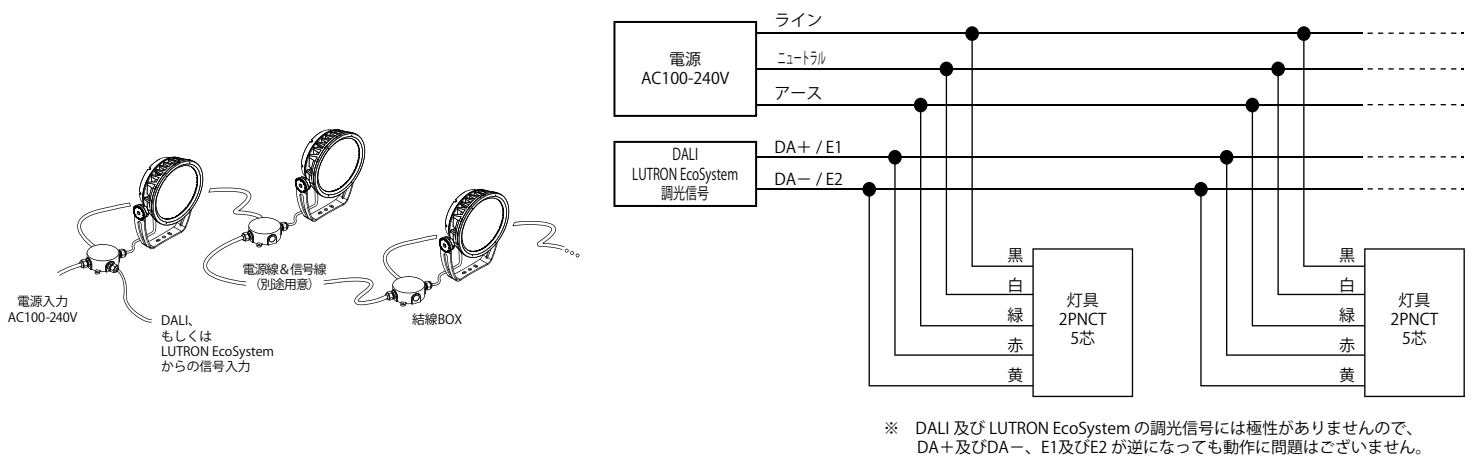 電源入力
AC100-240V
DALI、
もしくは
LUTRON EcoSystem
からの信号入力
電源線&信号線
(別途用意)
結線BOX
電源
AC100-240V
ライン
ニュートラル
アース
DALI
LUTRON EcoSystem
調光信号
DA＋ / E1
DA－ / E2
黒
白
緑
赤
黄
灯具
2PNCT
5芯
黒
白
緑
赤
黄
灯具
2PNCT
5芯
※ DALI 及び LUTRON EcoSystem の調光信号には極性がありませんので、
DA＋及びDA－、E1及びE2 が逆になっても動作に問題はございません。